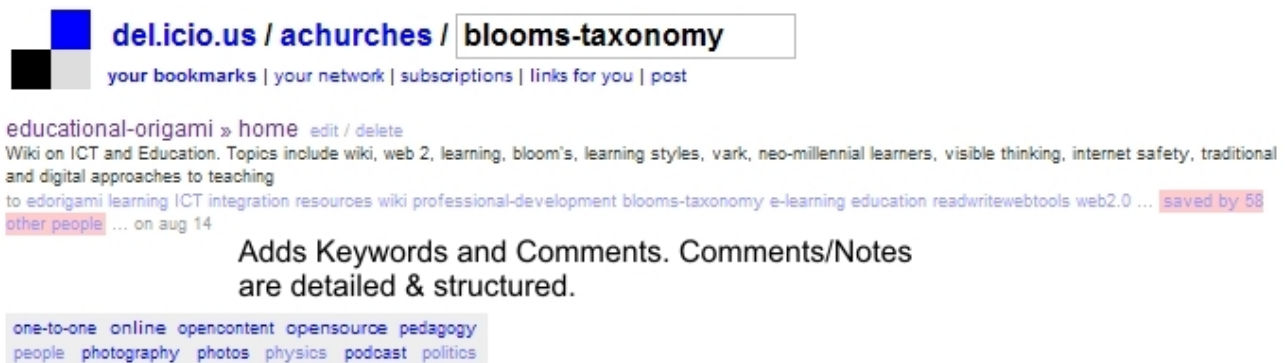 del.icio.us / achurches / blooms-taxonomy
your bookmarks | your network | subscriptions | links for you | post
educational-origami » home edit / delete
Wiki on ICT and Education. Topics include wiki, web 2, learning, bloom's, learning styles, vark, neo-millennial learners, visible thinking, internet safety, traditional
and digital approaches to teaching
to edorigami learning ICT integration resources wiki professional-development blooms-taxonomy e-learning education readwritewebtools web2.0 ... saved by 58
other people ... on aug 14
Adds Keywords and Comments. Comments/Notes
are detailed & structured.
one-to-one online opencontent opensource pedagogy
people photography photos physics podcast politics